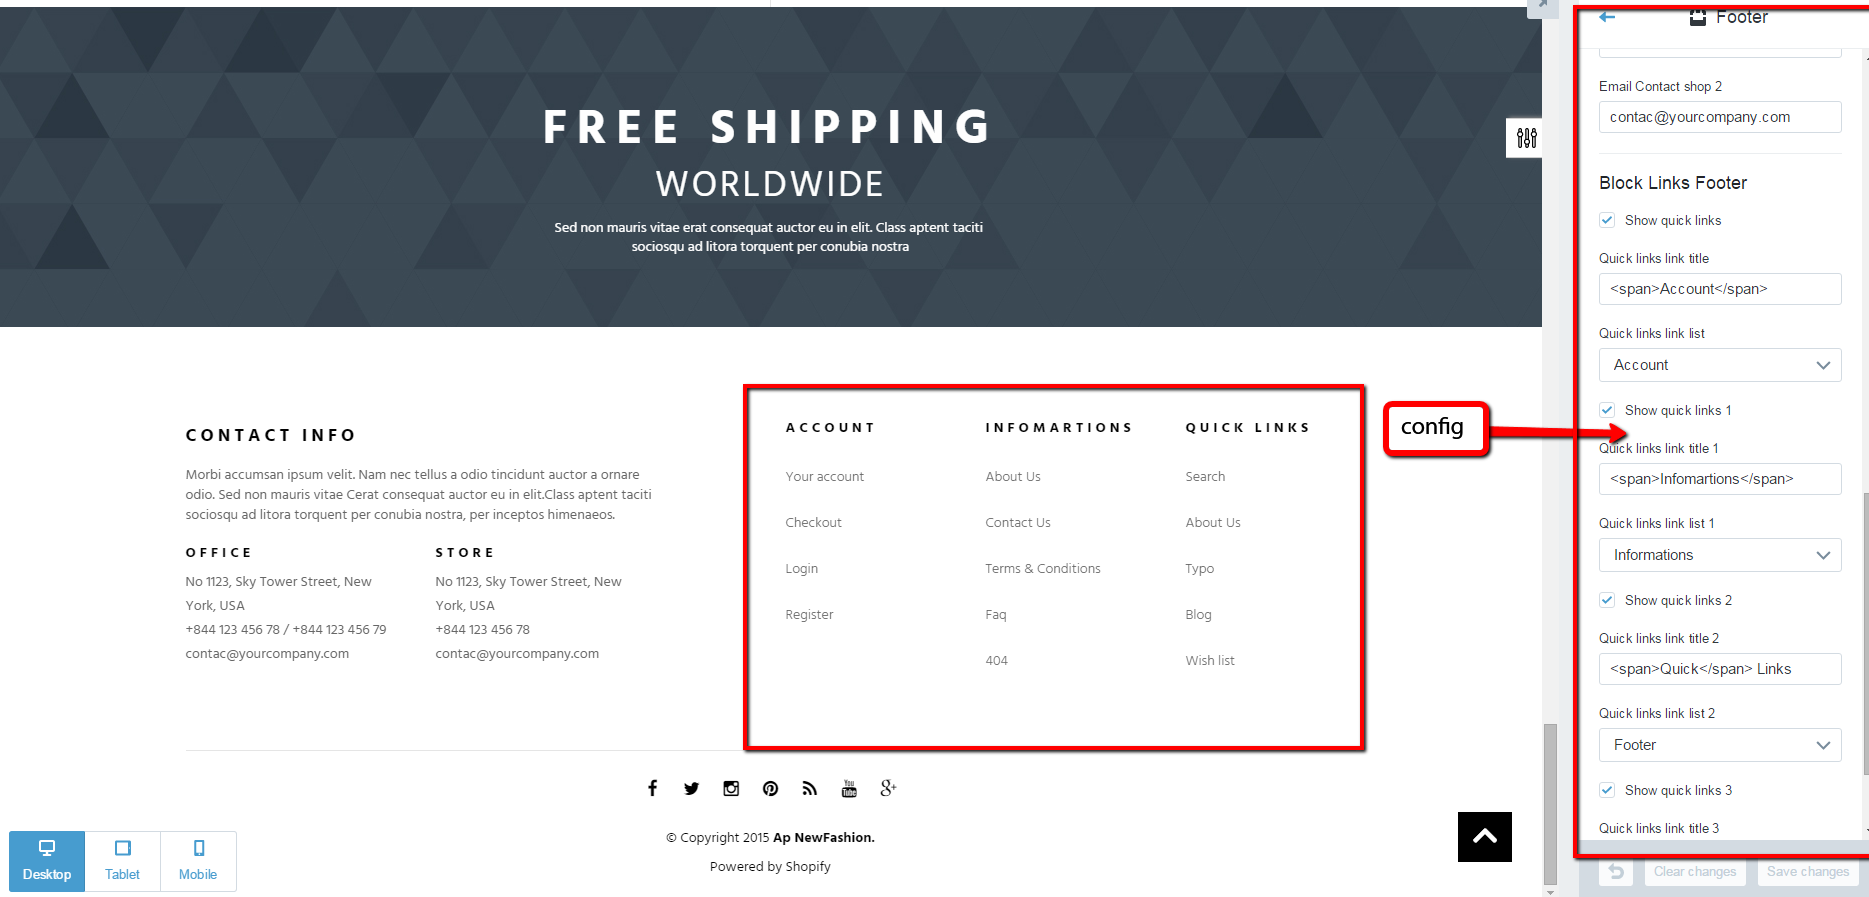 FREE SHIPPING
WORLDWIDE
Sed non mauris vitae erat consequat auctor eu in elit. Class aptent taciti
sociosqu ad litora torquent per conubia nostra
CONTACT INFO
Morbi accumsan ipsum velit. Nam nec tellus a odio tincidunt auctor a ornare
odio. Sed non mauris vitae Cerat consequat auctor eu in elit.Class aptent taciti
sociosqu ad litora torquent per conubia nostra, per inceptos himenaeos.
OFFICE
No 1123, Sky Tower Street, New
York, USA
+844 123 456 78 / +844 123 456 79
contac@yourcompany.com
STORE
No 1123, Sky Tower Street, New
York, USA
+844 123 456 78
contac@yourcompany.com
ACCOUNT
Your account
Checkout
Login
Register
INFOMARTIONS
About Us
Contact Us
Terms & Conditions
Faq
404
QUICK LINKS
Search
About Us
Typo
Blog
Wish list
config
You
Tube
g+
© Copyright 2015 Ap NewFashion.
Powered by Shopify
Desktop
Tablet
Mobile
Footer
Email Contact shop 2
contac@yourcompany.com
Block Links Footer
Show quick links
Quick links link title
<span>Account</span>
Quick links link list
Account
Show quick links 1
Quick links link title 1
<span>Infomartions</span>
Quick links link list 1
Informations
Show quick links 2
Quick links link title 2
<span>Quick</span> Links
Quick links link list 2
Footer
Show quick links 3
Quick links link title 3
Clear changes
Save changes